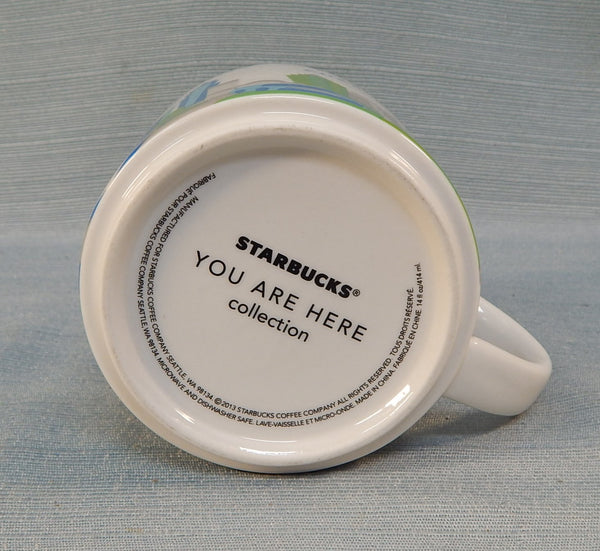 STARBUCKS®
YOU ARE HERE
collection
MANUFACTURED FOR STARBUCKS COFFEE COMPANY SEATTLE, WA 98134. ©2013 STARBUCKS COFFEE COMPANY ALL RIGHTS RESERVED. TOUS DROITS RÉSERVÉ.
FABRIQUÉ POUR STARBUCKS COFFEE COMPANY SEATTLE, WA 98134. MICROWAVE AND DISHWASHER SAFE. LAVE-VAISSELLE ET MICRO-ONDE. MADE IN CHINA. FABRIQUÉ EN CHINE. 14 fl oz/414 ml.